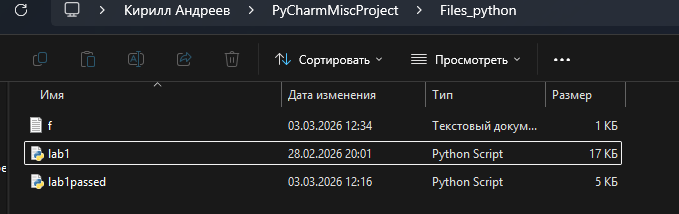 Кирилл Андреев > PyCharmMiscProject > Files_python
Сортировать Просмотреть ...
Имя Дата изменения Тип Размер
f 03.03.2026 12:34 Текстовый докум... 1 КБ
lab1 28.02.2026 20:01 Python Script 17 КБ
lab1passed 03.03.2026 12:16 Python Script 5 КБ